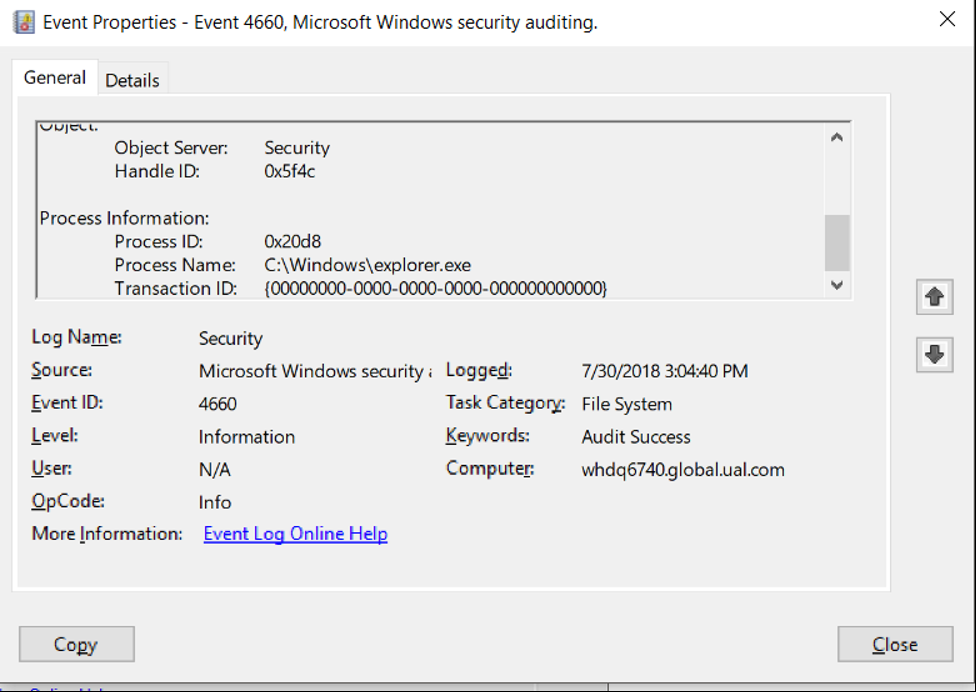 Event Properties - Event 4660, Microsoft Windows security auditing.
General Details
Object:
Object Server: Security
Handle ID: 0x5f4c
Process Information:
Process ID: 0x20d8
Process Name: C:\Windows\explorer.exe
Transaction ID: {00000000-0000-0000-0000-000000000000}
Log Name: Security
Source: Microsoft Windows security Logged: 7/30/2018 3:04:40 PM
Event ID: 4660 Task Category: File System
Level: Information Keywords: Audit Success
User: N/A Computer: whdq6740.global.ual.com
OpCode: Info
More Information: Event Log Online Help
Copy Close